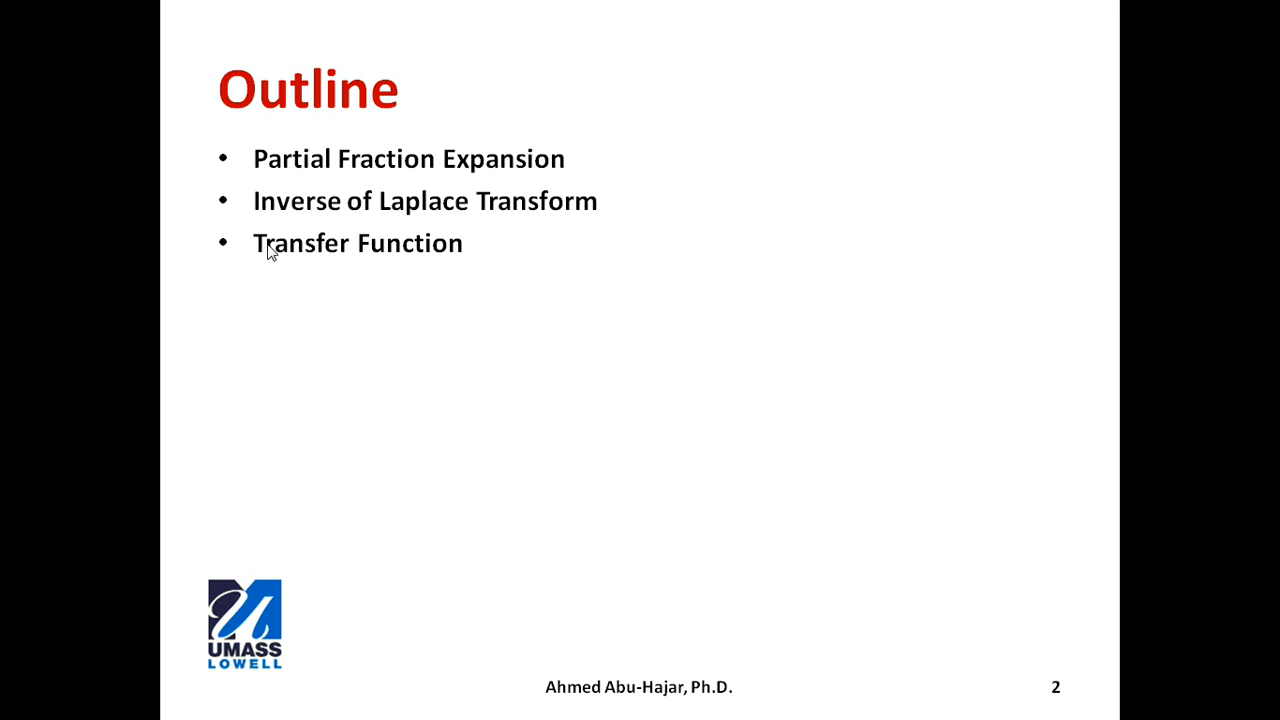 Outline
• Partial Fraction Expansion
• Inverse of Laplace Transform
• Transfer Function
UMASS
LOWELL
Ahmed Abu-Hajar, Ph.D.
2